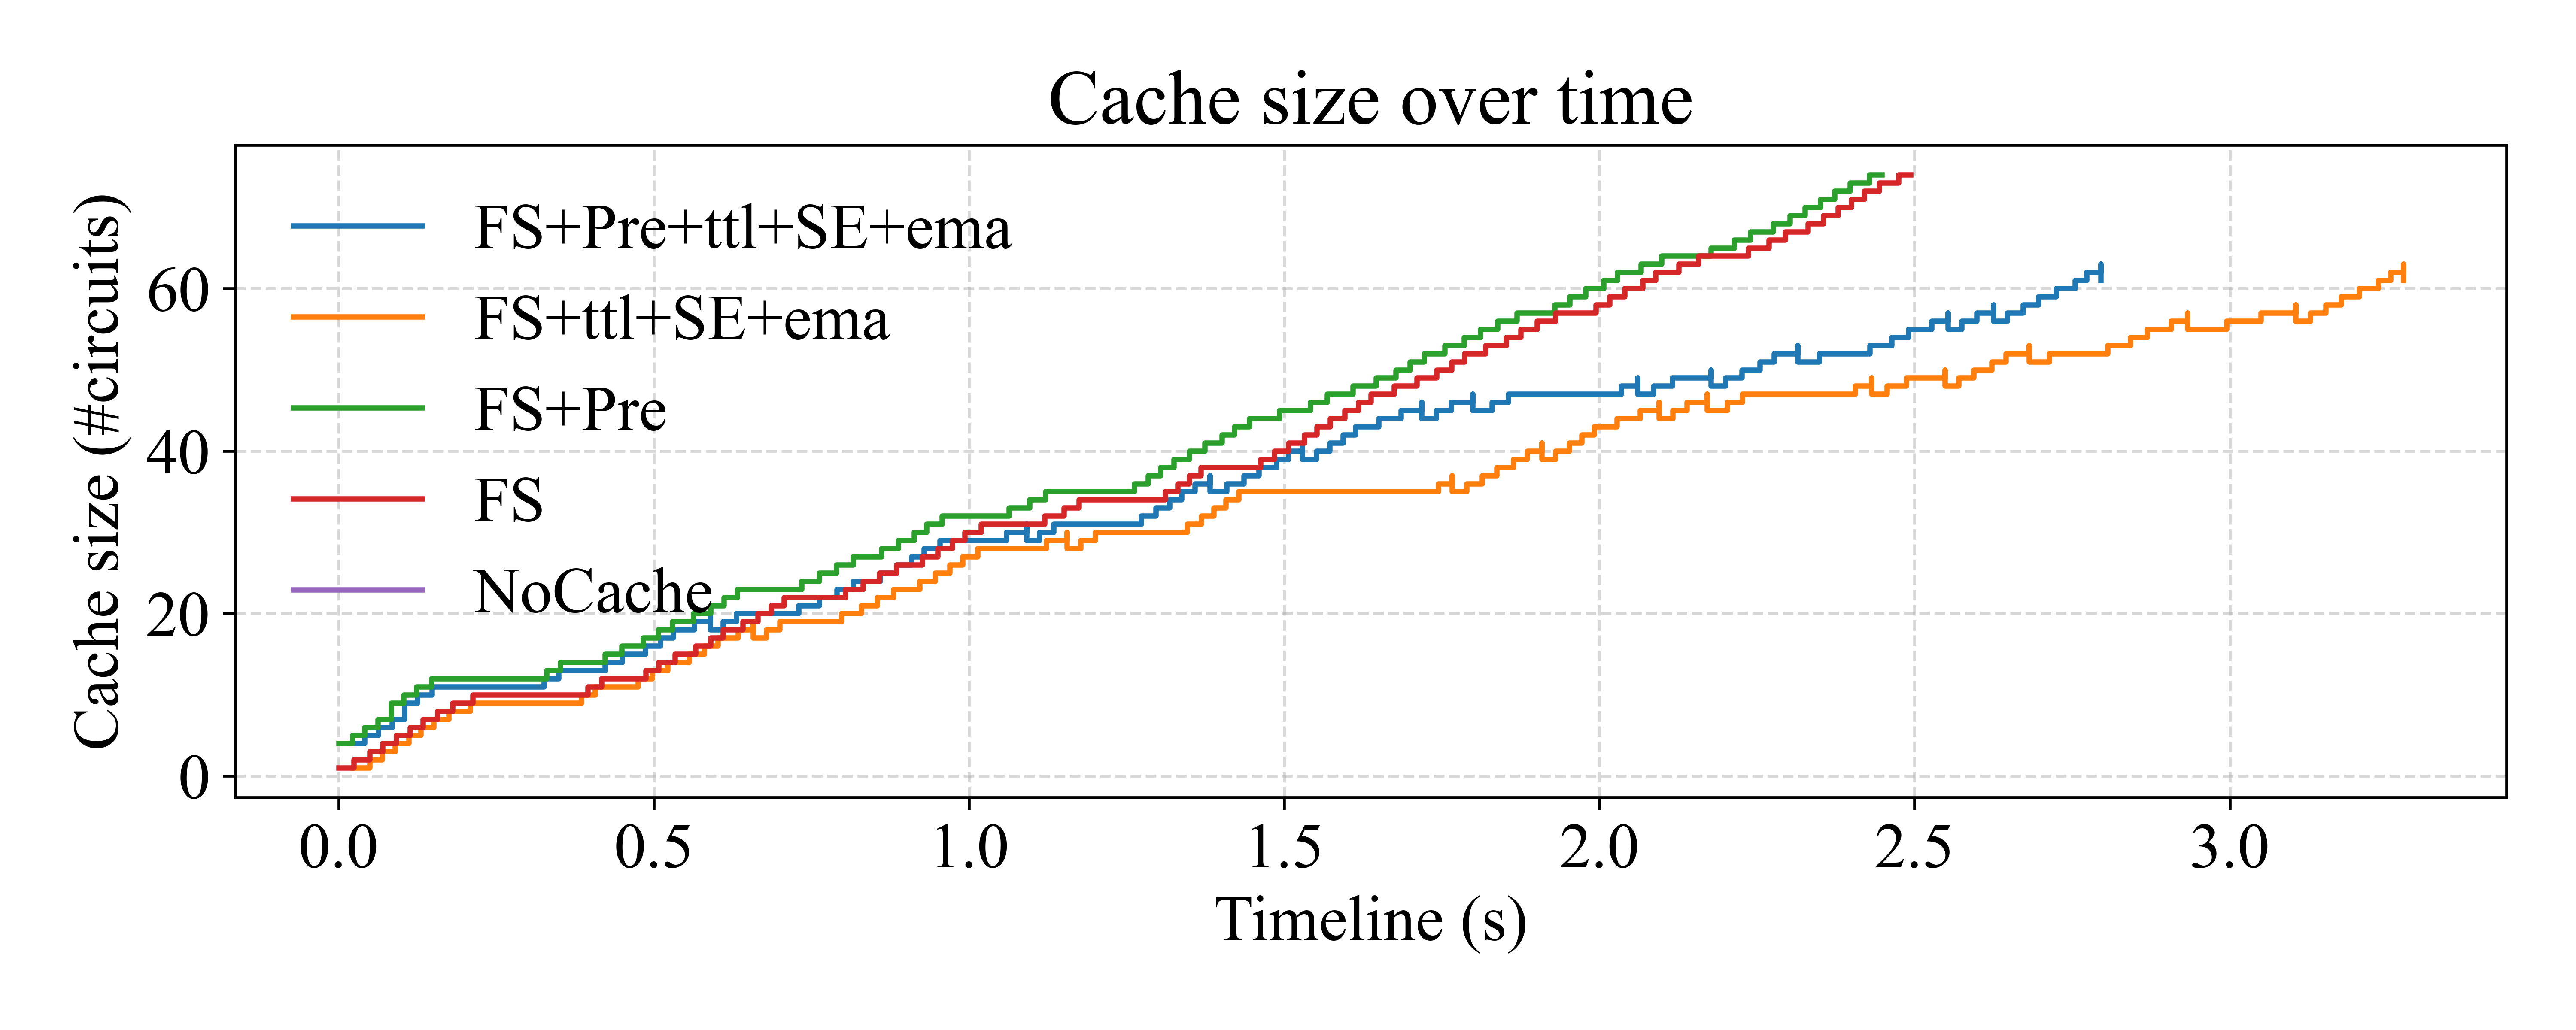 Cache size over time
Cache size (#circuits)
60
40
20
0
FS+Pre+ttl+SE+ema
FS+ttl+SE+ema
FS+Pre
FS
NoCache
0.0 0.5 1.0 1.5 2.0 2.5 3.0
Timeline (s)